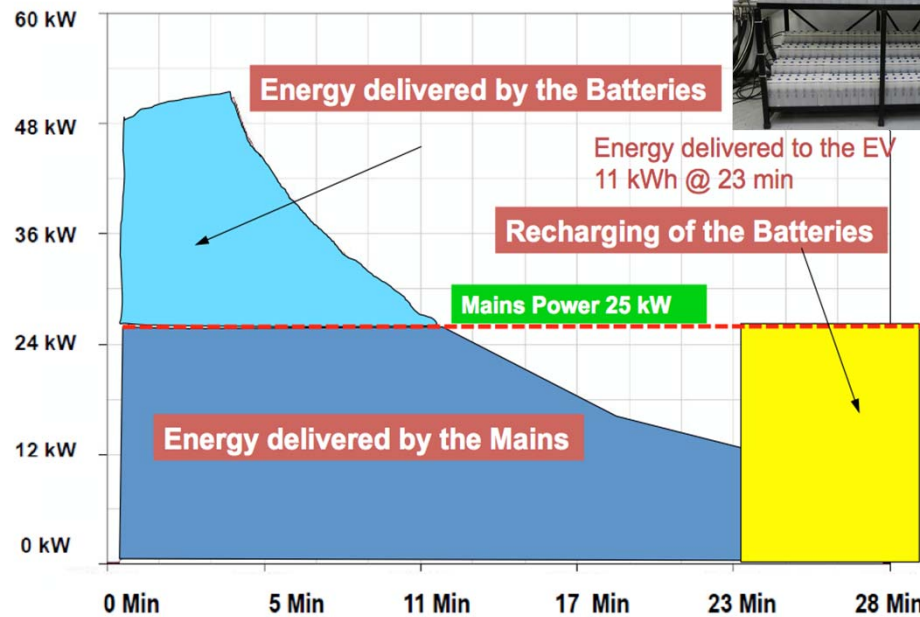 60 kW
Energy delivered by the Batteries
48 kW
Energy delivered to the EV
11 kWh @ 23 min
36 kW
Recharging of the Batteries
Mains Power 25 kW
24 kW
Energy delivered by the Mains
12 kW
0 kW
0 Min 5 Min 11 Min 17 Min 23 Min 28 Min